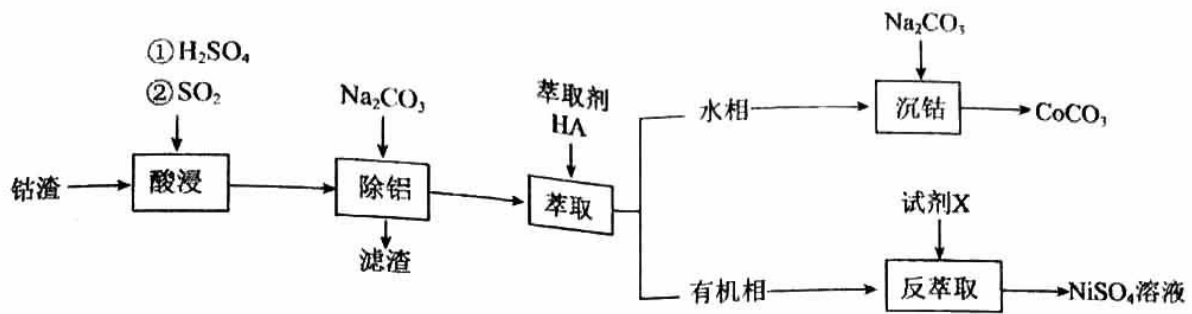 ①H₂SO₄
②SO₂
Na₂CO₃
萃取剂
HA
Na₂CO₃
水相
沉钴
CoCO₃
钴渣
酸浸
除铝
萃取
滤渣
试剂X
有机相
反萃取
NiSO₄溶液